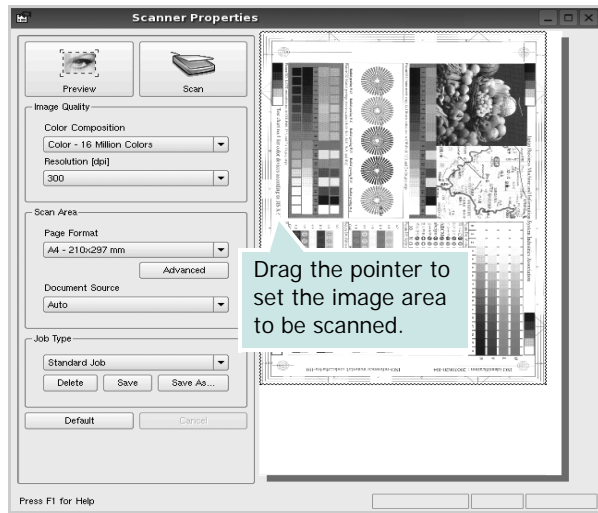 Scanner Properties
Preview
Scan
Image Quality
Color Composition
Color - 16 Million Colors
Resolution [dpi]
300
Scan Area
Page Format
A4 - 210x297 mm
Advanced
Document Source
Auto
Job Type
Standard Job
Delete Save Save As...
Default Cancel
Press F1 for Help
Drag the pointer to
set the image area
to be scanned.